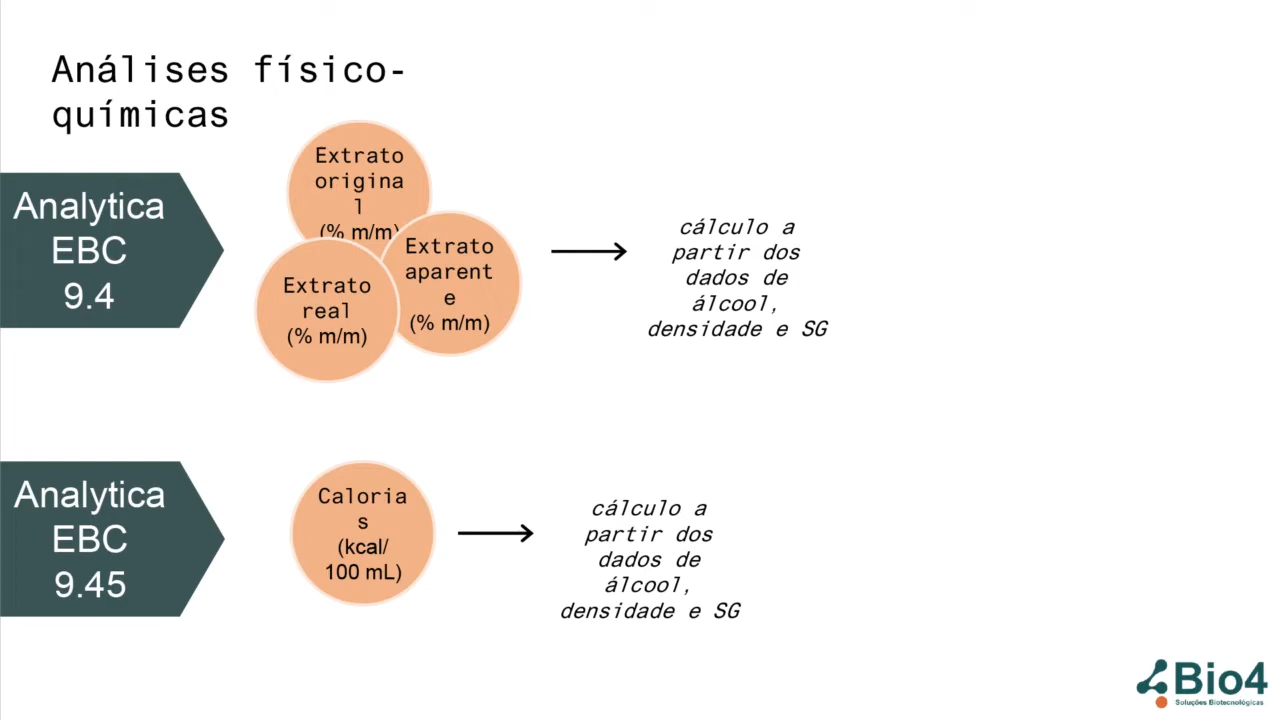 Análises físico-
químicas
Analytica
EBC
9.4
Extrato
origina
l
(% m/m)
Extrato
aparent
e
(% m/m)
Extrato
real
(% m/m)
cálculo a
partir dos
dados de
álcool,
densidade e SG
Analytica
EBC
9.45
Caloria
s
(kcal/
100 mL)
cálculo a
partir dos
dados de
álcool,
densidade e SG
Bio4
Soluções Biotecnológicas